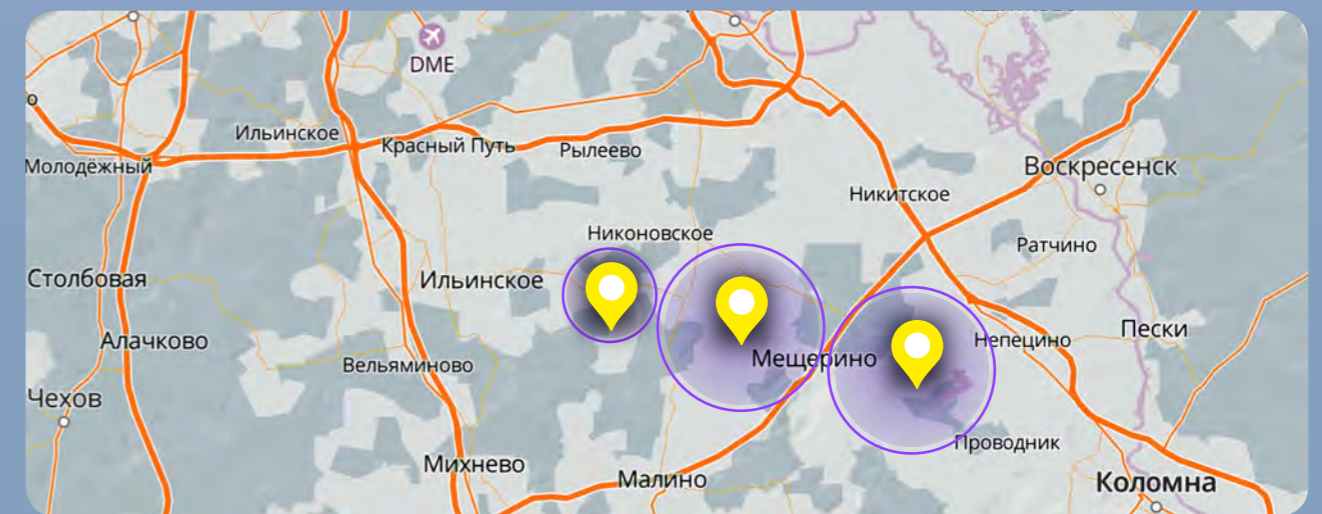 DME
Ильинское
Красный Путь
Рылеево
Молодёжный
Воскресенск
Никитское
Никоновское
Ратчино
Столбовая
Ильинское
Пески
Алачково
Непецино
Мещерино
Вельяминово
Чехов
Проводник
Михнево
Малино
Коломна